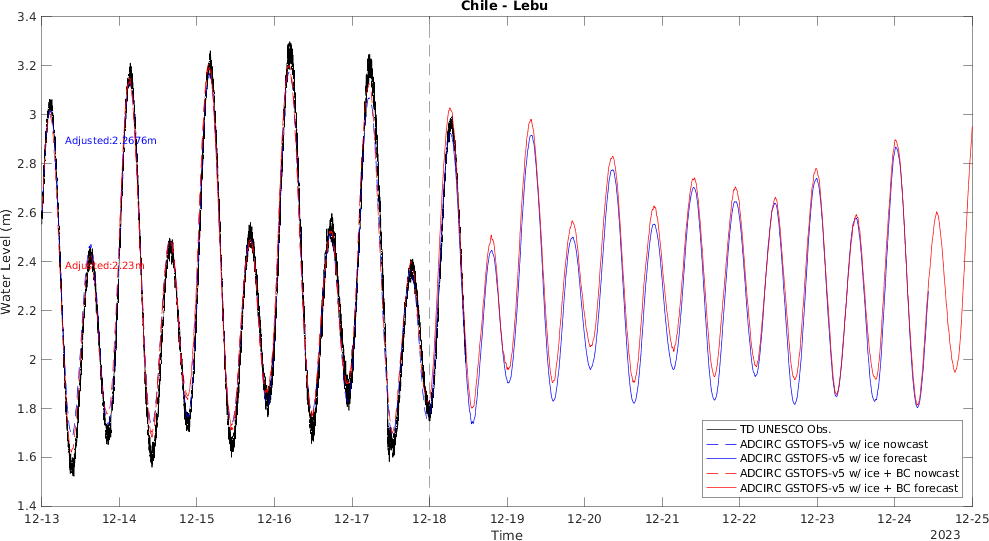 Chile - Lebu
3.4
3.2
3
2.8
2.6
2.4
2.2
2
1.8
1.6
1.4
Water Level (m)
Adjusted:2.2676m
Adjusted:2.23m
TD UNESCO Obs.
ADCIRC GSTOFS-v5 w/ ice nowcast
ADCIRC GSTOFS-v5 w/ ice forecast
ADCIRC GSTOFS-v5 w/ ice + BC nowcast
ADCIRC GSTOFS-v5 w/ ice + BC forecast
12-13 12-14 12-15 12-16 12-17 12-18 12-19 12-20 12-21 12-22 12-23 12-24 12-25
Time
2023